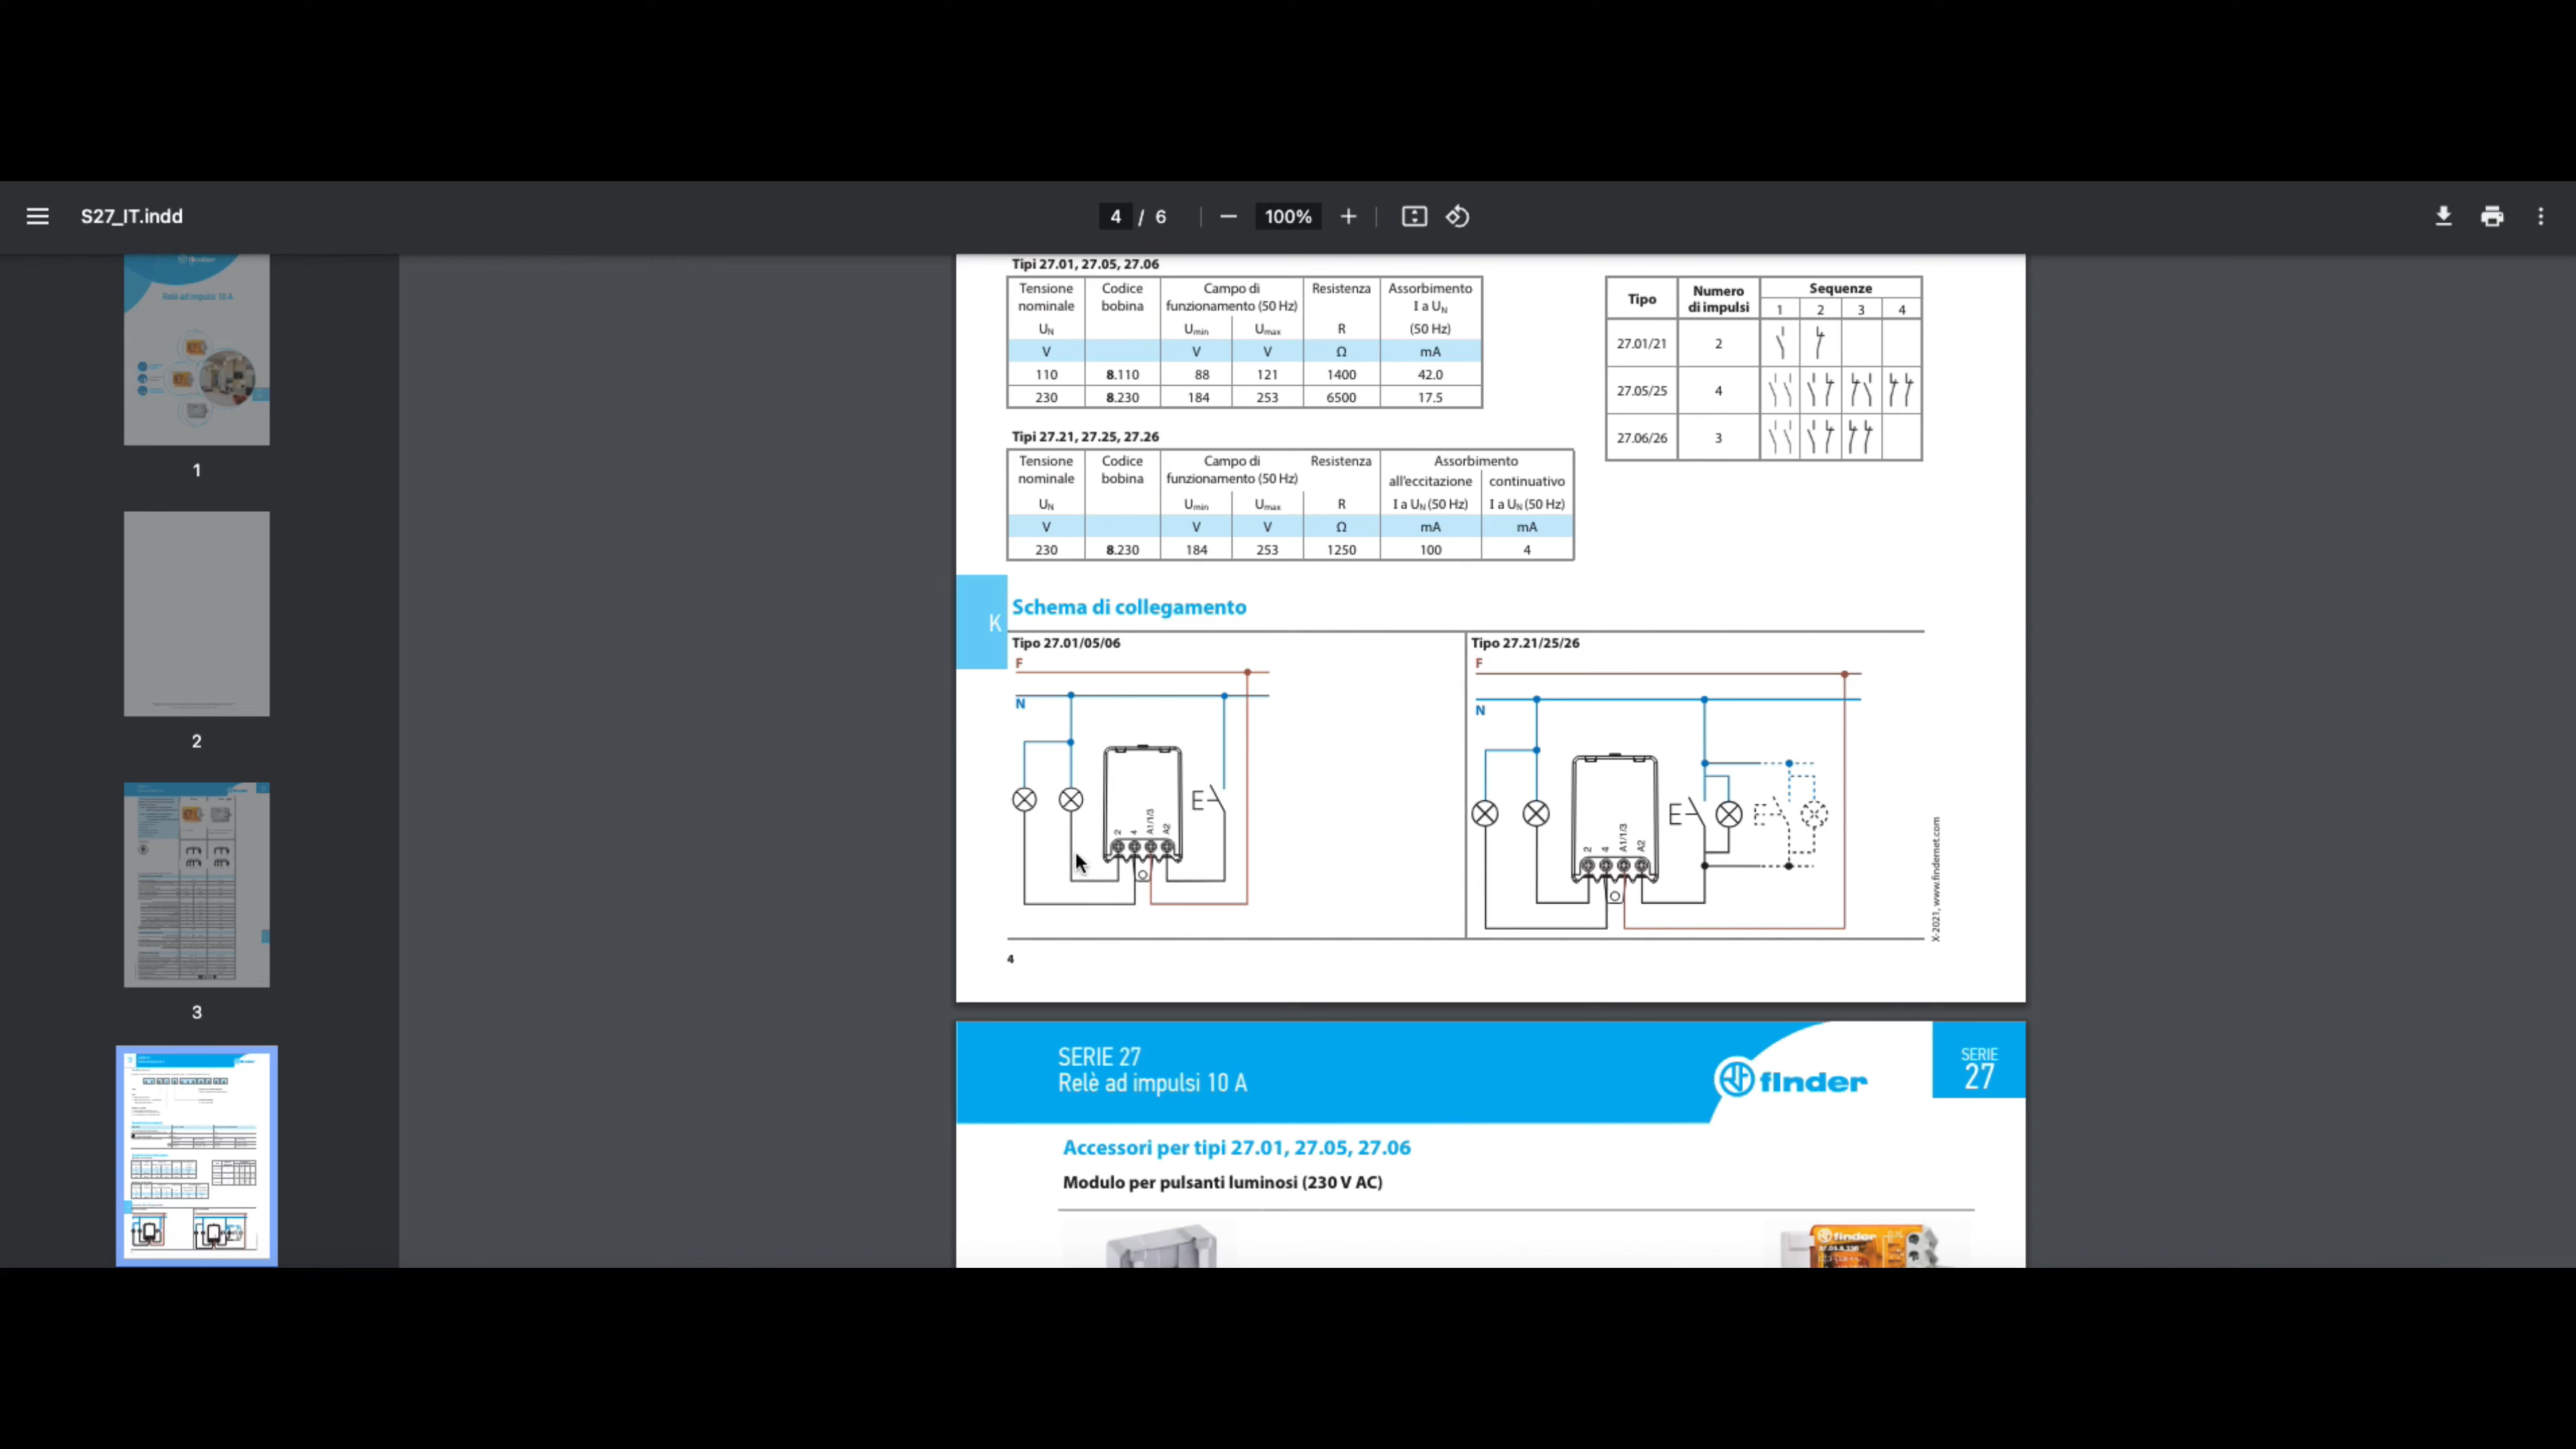 S27_IT.indd
4 / 6
100%
finder
Relè ad impulsi 10 A
1
2
3
Tipi 27.01, 27.05, 27.06
Tensione nominale Codice bobina Campo di funzionamento (50 Hz) Resistenza Assorbimento I a UN
UN Umin Umax R (50 Hz)
V V V Ω mA
110 8.110 88 121 1400 42.0
230 8.230 184 253 6500 17.5
Tipo Numero di impulsi Sequenze
1 2 3 4
27.01/21 2
27.05/25 4
27.06/26 3
Tipi 27.21, 27.25, 27.26
Tensione nominale Codice bobina Campo di funzionamento (50 Hz) Resistenza Assorbimento
all'eccitazione continuativo
UN Umin Umax R I a UN (50 Hz) I a UN (50 Hz)
V V V Ω mA mA
230 8.230 184 253 1250 100 4
K
Schema di collegamento
Tipo 27.01/05/06
F
N
2 4 A1/1/3 A2
E
Tipo 27.21/25/26
F
N
2 4 A1/1/3 A2
E
X-2021, www.findernet.com
4
SERIE 27
Relè ad impulsi 10 A
finder
SERIE
27
Accessori per tipi 27.01, 27.05, 27.06
Modulo per pulsanti luminosi (230 V AC)
finder